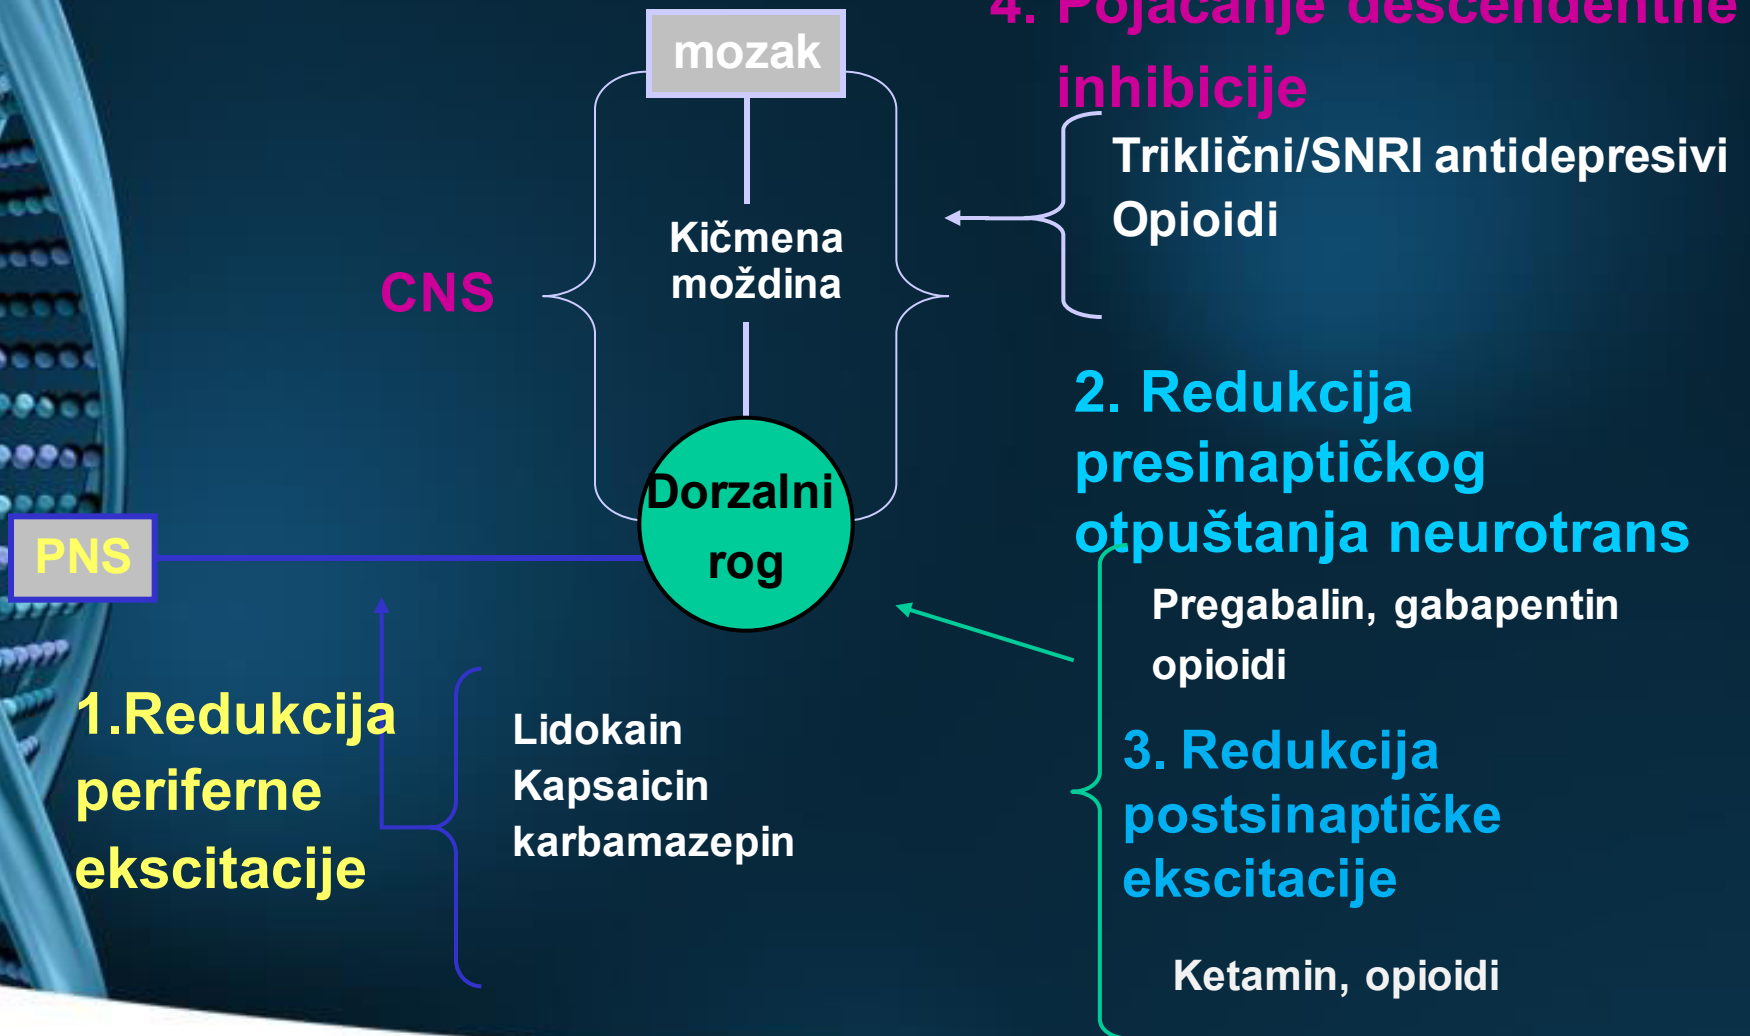 4. Pojačanje descendentne
inhibicije
mozak
Triklični/SNRI antidepresivi
Opioidi
Kičmena
moždina
CNS
2. Redukcija
presinaptičkog
otpuštanja neurotrans
Dorzalni
rog
PNS
Pregabalin, gabapentin
opioidi
1.Redukcija
periferne
ekscitacije
Lidokain
Kapsaicin
karbamazepin
3. Redukcija
postsinaptičke
ekscitacije
Ketamin, opioidi